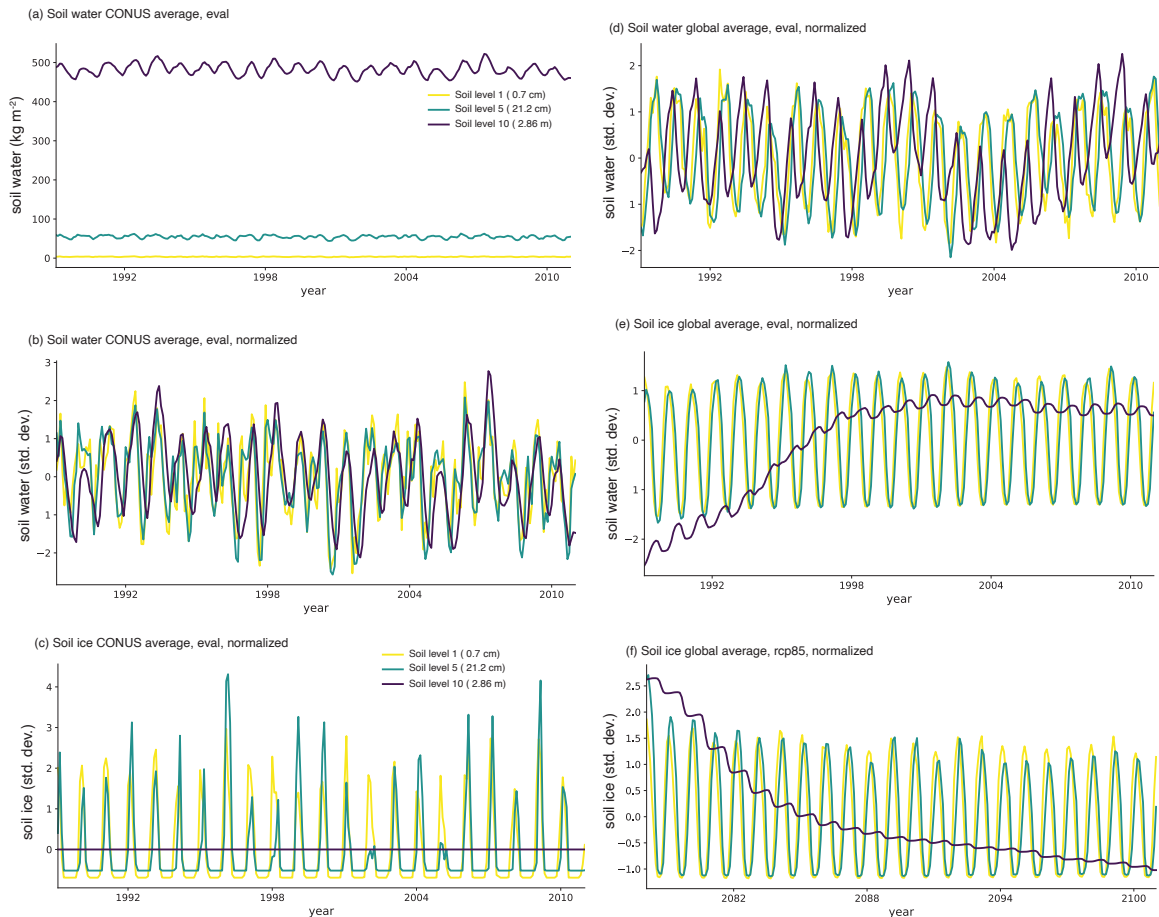 (a) Soil water CONUS average, eval
soil water (kg m⁻²)
500
400
300
200
100
0
Soil level 1 ( 0.7 cm)
Soil level 5 ( 21.2 cm)
Soil level 10 ( 2.86 m)
1992
1998
2004
2010
year
(b) Soil water CONUS average, eval, normalized
soil water (std. dev.)
3
2
1
0
1
−2
1992
1998
2004
2010
year
(c) Soil ice CONUS average, eval, normalized
soil ice (std. dev.)
Soil level 1 ( 0.7 cm)
Soil level 5 ( 21.2 cm)
Soil level 10 ( 2.86 m)
4
3
2
1
0
1992
1998
2004
2010
year
(d) Soil water global average, eval, normalized
soil water (std. dev.)
2
1
0
1
−2
1992
1998
2004
2010
year
(e) Soil ice global average, eval, normalized
soil water (std. dev.)
1
0
1
−2
1992
1998
2004
2010
year
(f) Soil ice global average, rcp85, normalized
soil ice (std. dev.)
2.5
2.0
1.5
1.0
0.5
0.0
0.5
−1.0
2082
2088
2094
2100
year